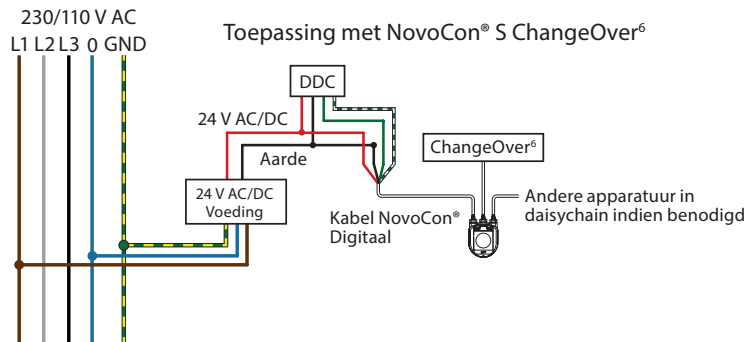 230/110 V AC
L1 L2 L3 0 GND
Toepassing met NovoCon® S ChangeOver⁶
DDC
24 V AC/DC
Aarde
24 V AC/DC
Voeding
Kabel NovoCon®
Digitaal
ChangeOver⁶
Andere apparatuur in
daisychain indien benodigd